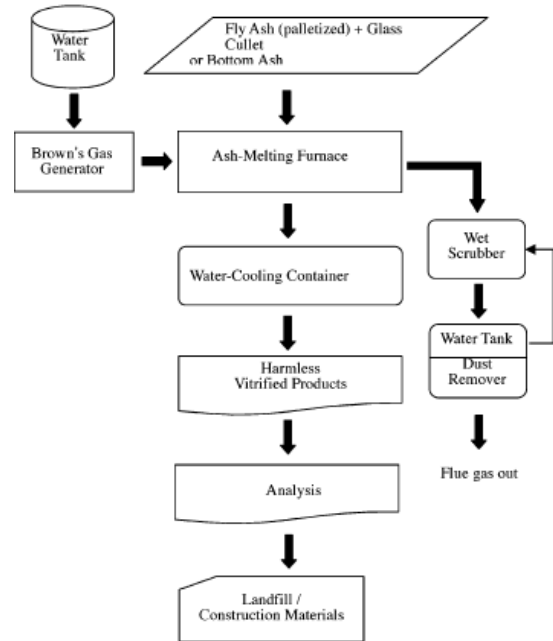 Water
Tank
Fly Ash (palletized) + Glass
Cullet
or Bottom Ash
Brown's Gas
Generator
Ash-Melting Furnace
Wet
Scrubber
Water-Cooling Container
Water Tank
Dust
Remover
Harmless
Vitrified Products
Flue gas out
Analysis
Landfill /
Construction Materials